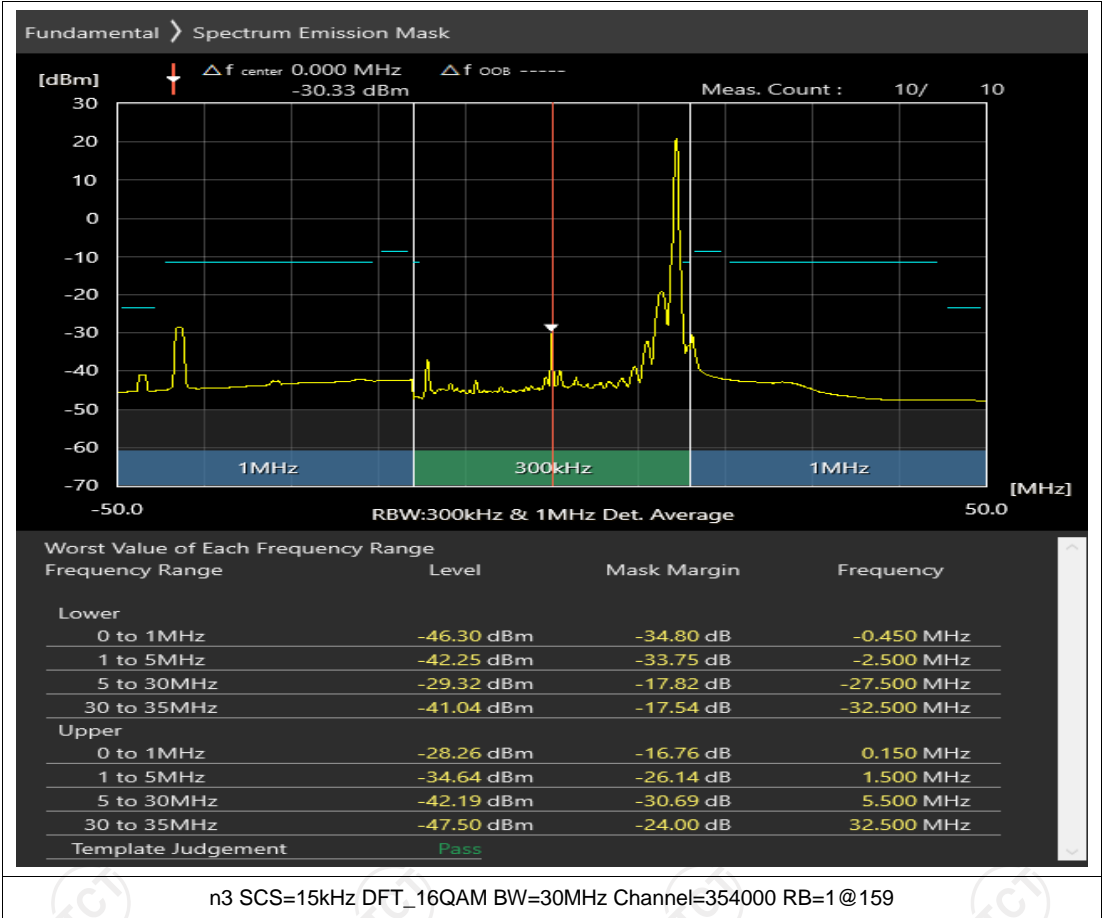 Fundamental ❯ Spectrum Emission Mask
[dBm] △f center 0.000 MHz △f OOB -----
-30.33 dBm Meas. Count : 10/ 10
30
20
10
0
-10
-20
-30
-40
-50
-60
1MHz 300kHz 1MHz
-70
[MHz]
-50.0 RBW:300kHz & 1MHz Det. Average 50.0
Worst Value of Each Frequency Range
Frequency Range Level Mask Margin Frequency
Lower
0 to 1MHz -46.30 dBm -34.80 dB -0.450 MHz
1 to 5MHz -42.25 dBm -33.75 dB -2.500 MHz
5 to 30MHz -29.32 dBm -17.82 dB -27.500 MHz
30 to 35MHz -41.04 dBm -17.54 dB -32.500 MHz
Upper
0 to 1MHz -28.26 dBm -16.76 dB 0.150 MHz
1 to 5MHz -34.64 dBm -26.14 dB 1.500 MHz
5 to 30MHz -42.19 dBm -30.69 dB 5.500 MHz
30 to 35MHz -47.50 dBm -24.00 dB 32.500 MHz
Template Judgement Pass
n3 SCS=15kHz DFT_16QAM BW=30MHz Channel=354000 RB=1@159
TCT TCT TCT TCT